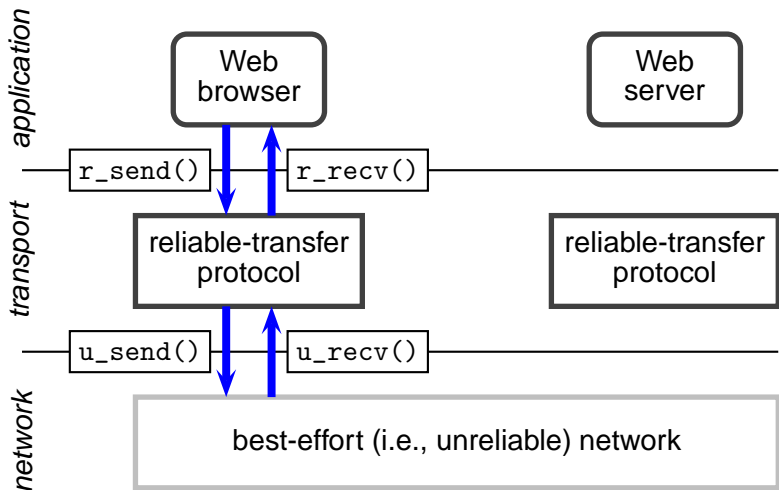 application
Web
browser
Web
server
r_send()
r_recv()
transport
reliable-transfer
protocol
reliable-transfer
protocol
u_send()
u_recv()
network
best-effort (i.e., unreliable) network